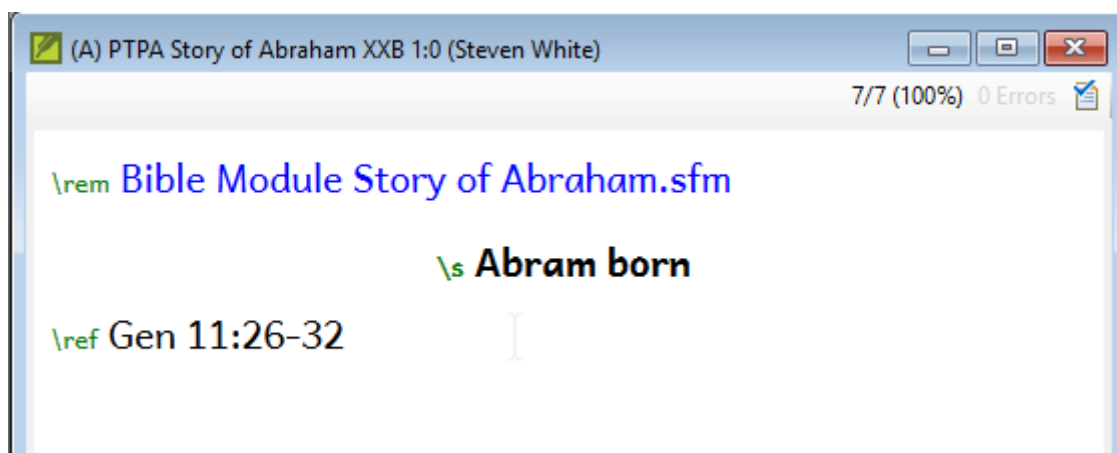 (A) PTPA Story of Abraham XXB 1:0 (Steven White)
7/7 (100%) 0 Errors
\rem Bible Module Story of Abraham.sfm
\s Abram born
\ref Gen 11:26-32